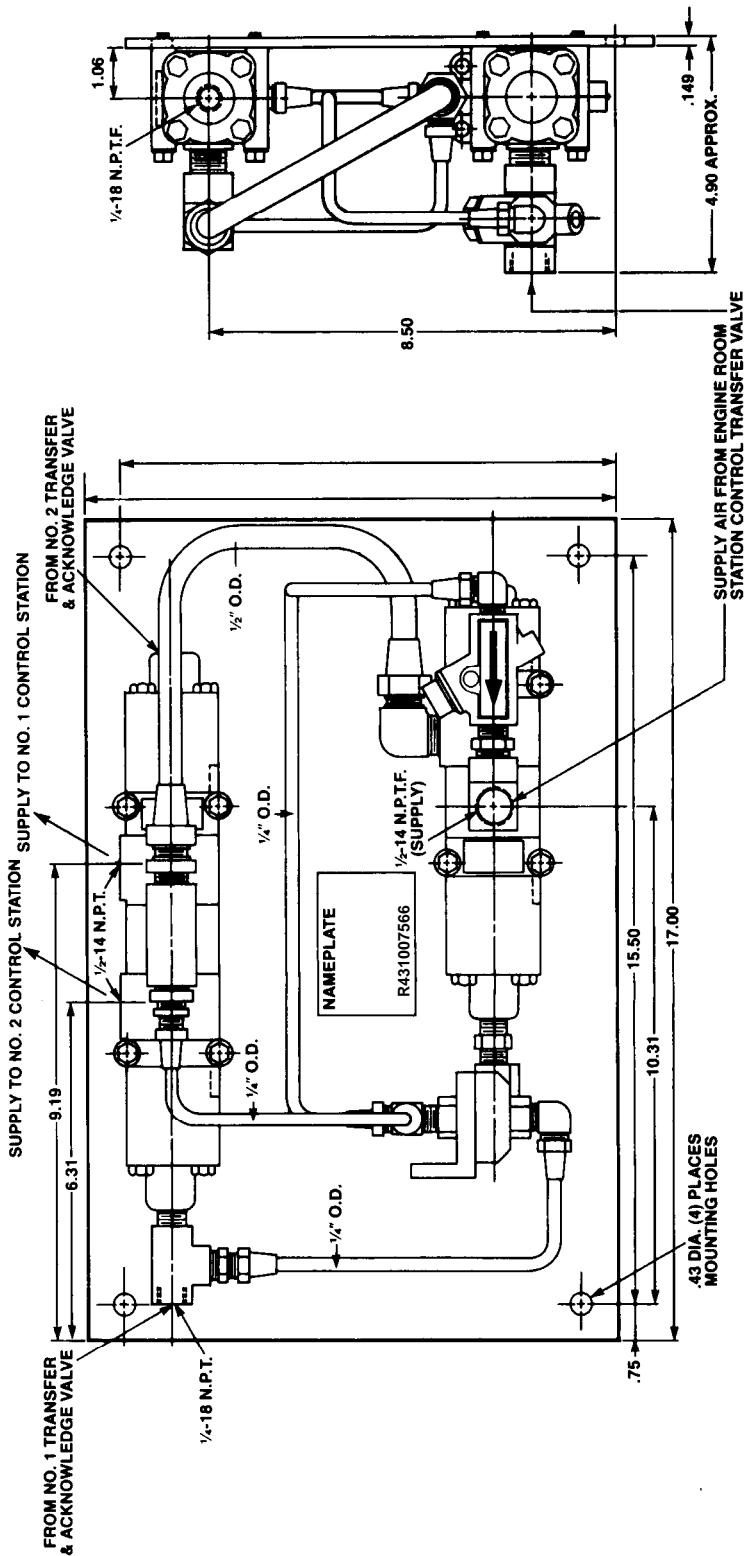 FROM NO. 1 TRANSFER
& ACKNOWLEDGE VALVE
¼-18 N.P.T.
SUPPLY TO NO. 2 CONTROL STATION
SUPPLY TO NO. 1 CONTROL STATION
FROM NO. 2 TRANSFER
& ACKNOWLEDGE VALVE
9.19
6.31
½-14 N.P.T.
½" O.D.
¼" O.D.
¼" O.D.
¼" O.D.
NAMEPLATE
R431007566
½-14 N.P.T.F.
(SUPPLY)
.43 DIA. (4) PLACES
MOUNTING HOLES
.75
10.31
15.50
17.00
SUPPLY AIR FROM ENGINE ROOM
STATION CONTROL TRANSFER VALVE
1.06
¼-18 N.P.T.F.
8.50
.149
4.90 APPROX.